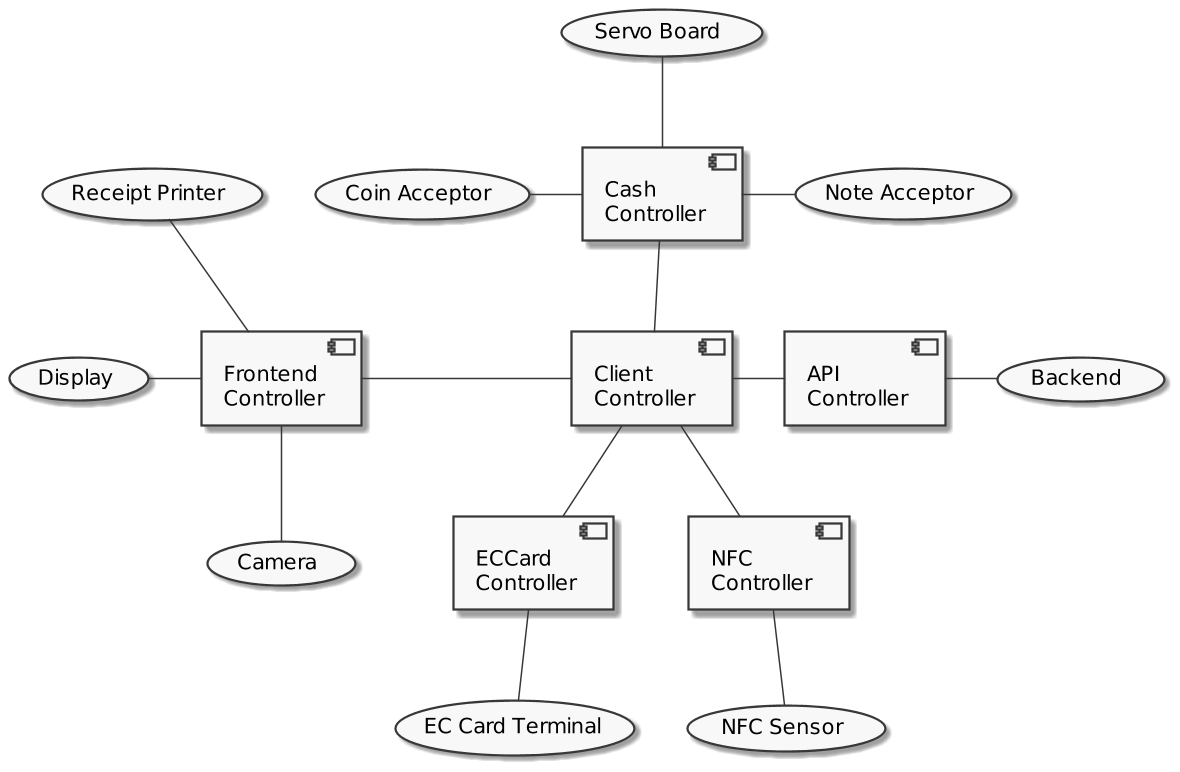 Servo Board
Receipt Printer
Coin Acceptor
Cash
Controller
Note Acceptor
Display
Frontend
Controller
Client
Controller
API
Controller
Backend
Camera
ECCard
Controller
NFC
Controller
EC Card Terminal
NFC Sensor